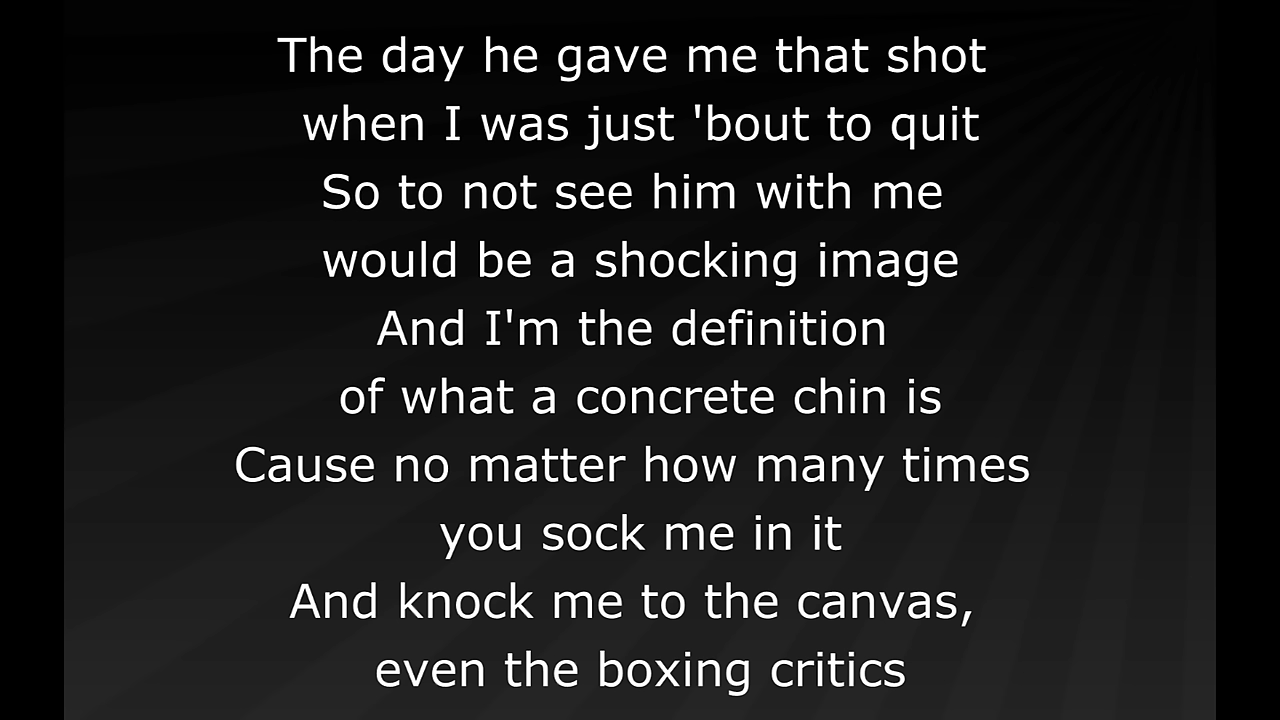 The day he gave me that shot
when I was just 'bout to quit
So to not see him with me
would be a shocking image
And I'm the definition
of what a concrete chin is
Cause no matter how many times
you sock me in it
And knock me to the canvas,
even the boxing critics